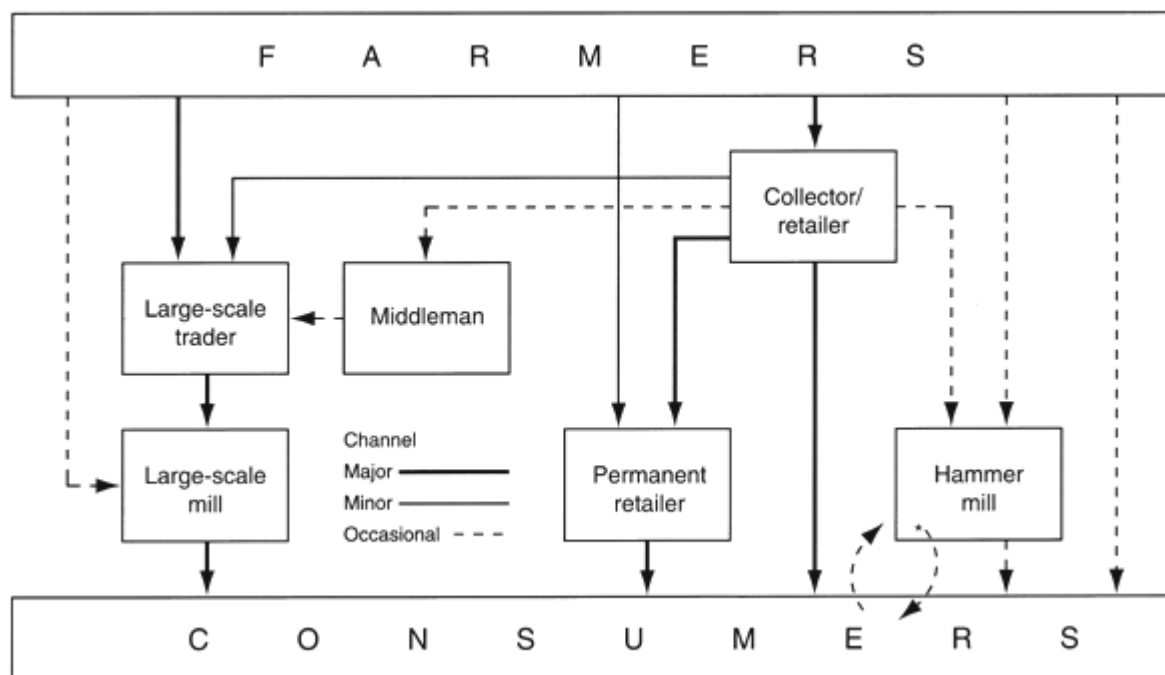 F A R M E R S
Collector/
retailer
Large-scale
trader
Middleman
Large-scale
mill
Channel
Major
Minor
Occasional
Permanent
retailer
Hammer
mill
*
C O N S U M E R S